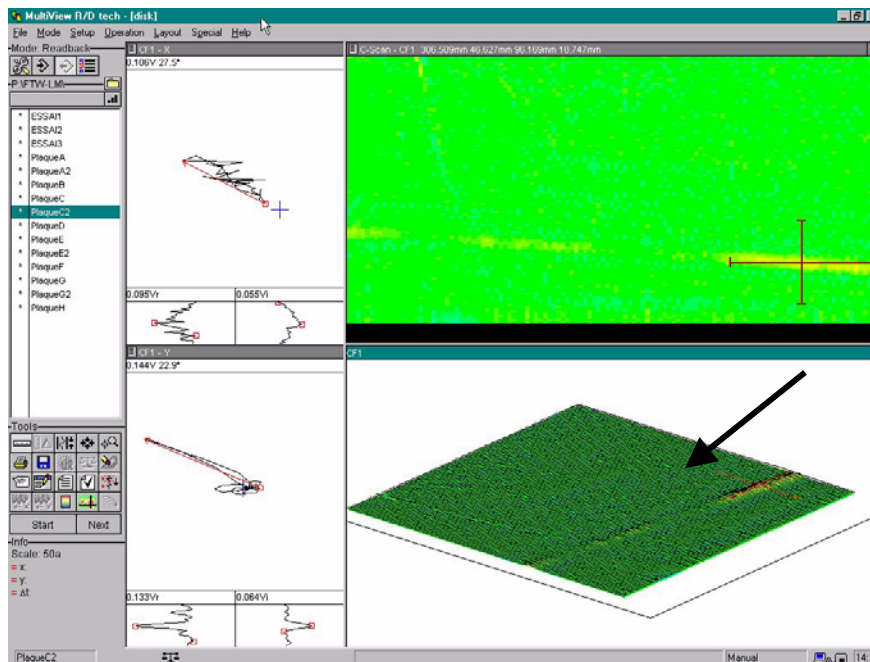 MultiView R/D tech - [disk]
File Mode Setup Operation Layout Special Help
Mode: Readback
P:\FTW-LM\
ESSAI1
ESSAI2
ESSAI3
PlaqueA
PlaqueA2
PlaqueB
PlaqueC
PlaqueC2
PlaqueD
PlaqueE
PlaqueE2
PlaqueF
PlaqueG
PlaqueG2
PlaqueH
Tools
Start Next
Info
Scale: 50a
= x:
= y:
= Δt:
CF1 - X
0.106V 27.5°
0.095Vr 0.055Vi
CF1 - Y
0.144V 22.9°
0.133Vr 0.064Vi
C-Scan - CF1 306.509mm 46.627mm 96.169mm 10.747mm
CF1
PlaqueC2 Manual 14: